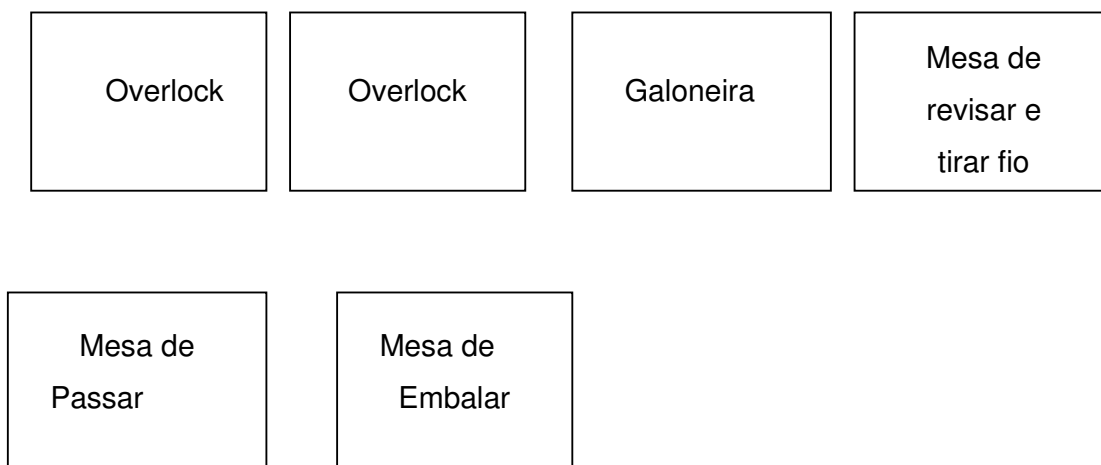 Overlock
Overlock
Galoneira
Mesa de
revisar e
tirar fio
Mesa de
Passar
Mesa de
Embalar